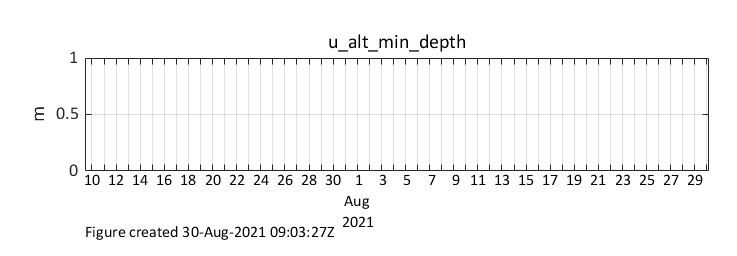 u_alt_min_depth
1
0.5
0
m
10 12 14 16 18 20 22 24 26 28 30 1 3 5 7 9 11 13 15 17 19 21 23 25 27 29
Aug
2021
Figure created 30-Aug-2021 09:03:27Z